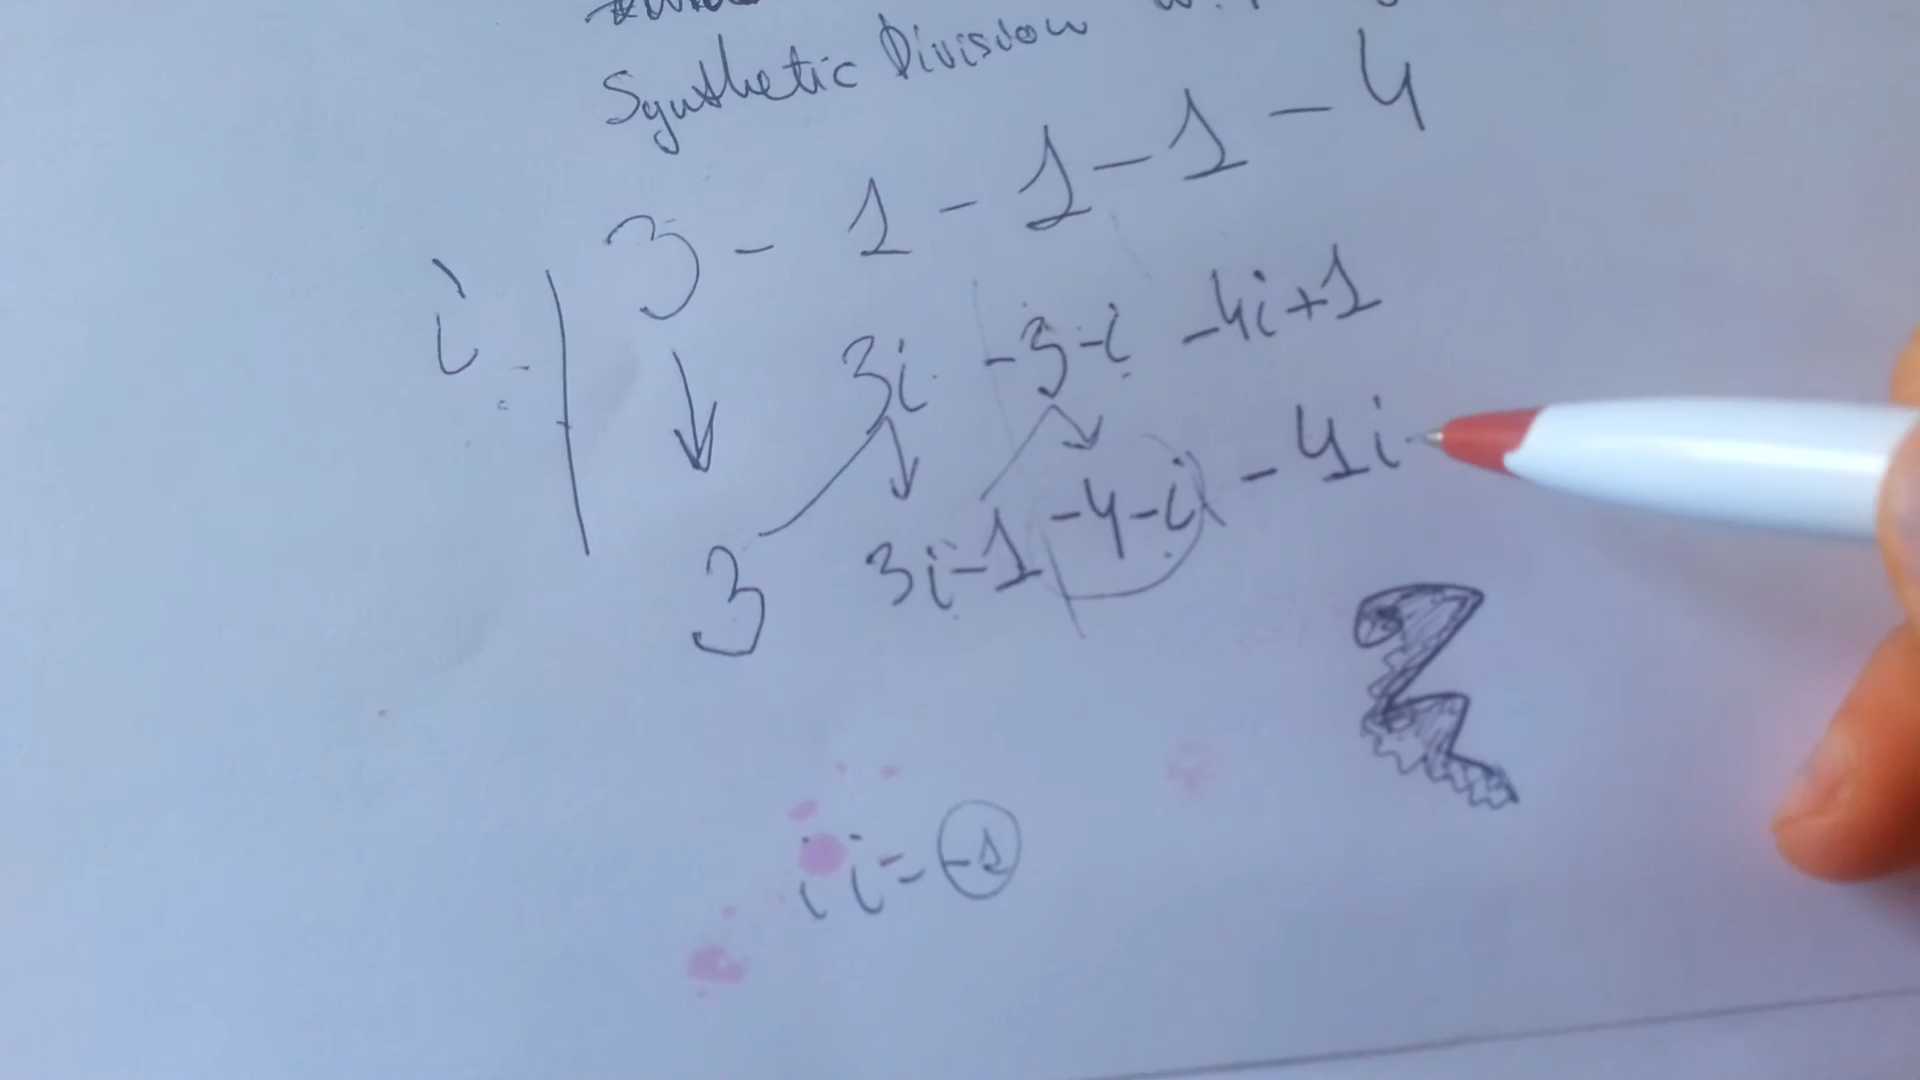 Synthetic Division
3 - 1 - 1 - 1 - 4
i 3i -3-i -4i+1
3 3i-1 -4-i -4i
i i = -1